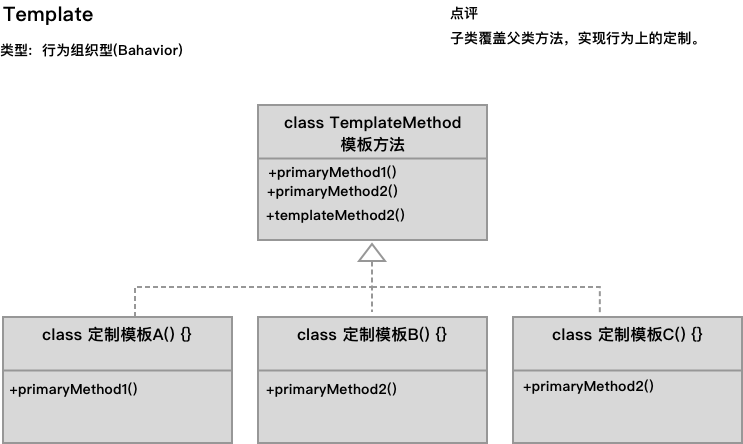 Template
类型：行为组织型(Bahavior)
点评
子类覆盖父类方法，实现行为上的定制。
class TemplateMethod
模板方法
+primaryMethod1()
+primaryMethod2()
+templateMethod2()
class 定制模板A() {}
+primaryMethod1()
class 定制模板B() {}
+primaryMethod2()
class 定制模板C() {}
+primaryMethod2()